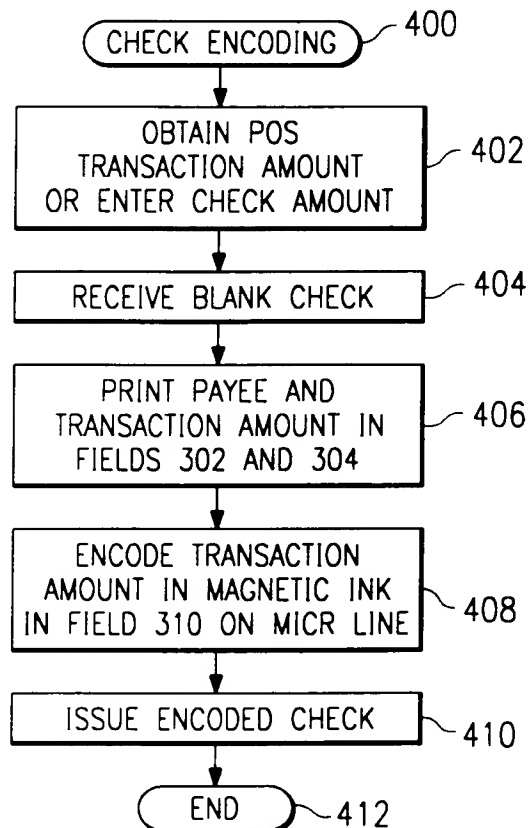 CHECK ENCODING
400
OBTAIN POS
TRANSACTION AMOUNT
OR ENTER CHECK AMOUNT
402
RECEIVE BLANK CHECK
404
PRINT PAYEE AND
TRANSACTION AMOUNT IN
FIELDS 302 AND 304
406
ENCODE TRANSACTION
AMOUNT IN MAGNETIC INK
IN FIELD 310 ON MICR LINE
408
ISSUE ENCODED CHECK
410
END
412